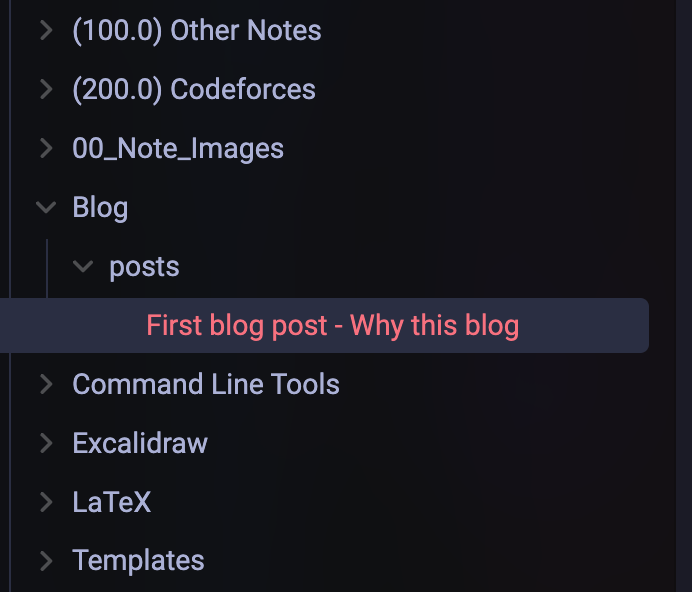 (100.0) Other Notes
(200.0) Codeforces
00_Note_Images
Blog
posts
First blog post - Why this blog
Command Line Tools
Excalidraw
LaTeX
Templates